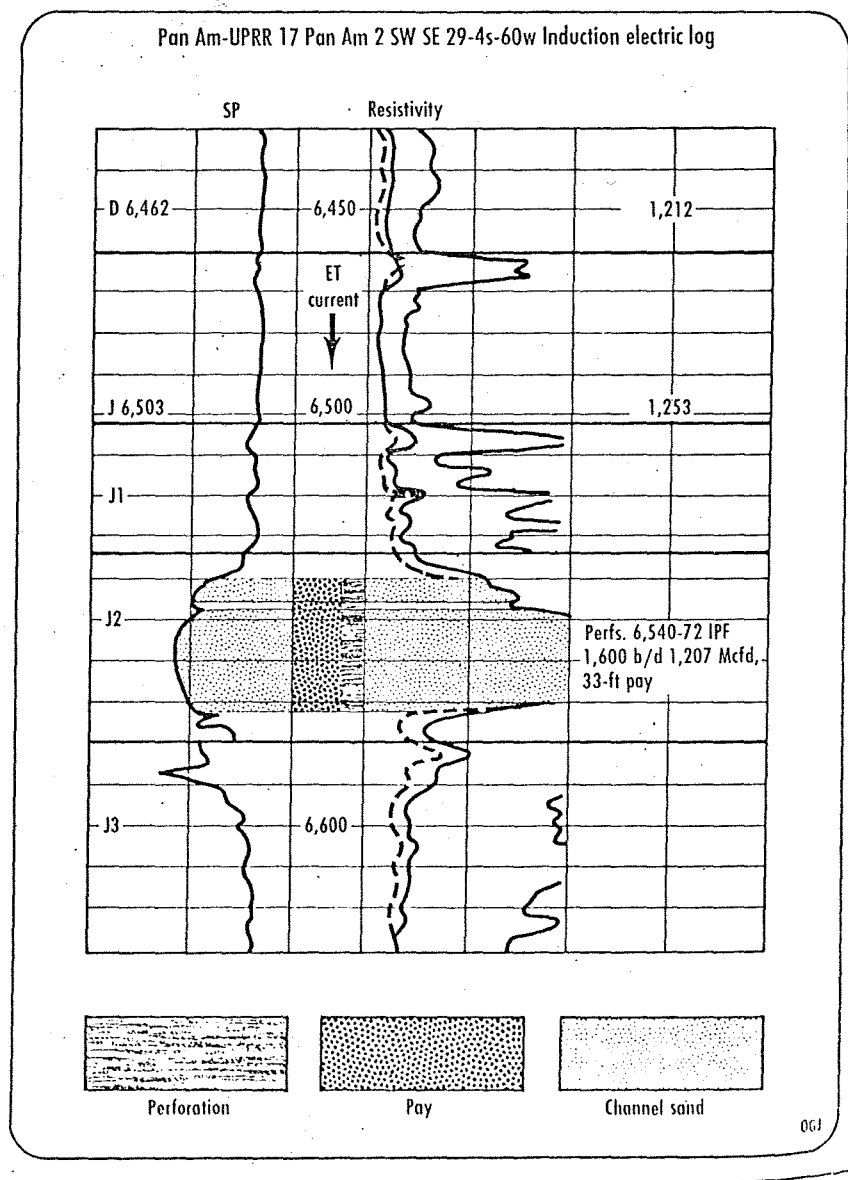 Pan Am-UPRR 17 Pan Am 2 SW SE 29-4s-60w Induction electric log
SP Resistivity
D 6,462 6,450 1,212
ET
current
J 6,503 6,500 1,253
J1
J2
Perfs. 6,540-72 IPF
1,600 b/d 1,207 Mcfd,
33-ft pay
J3 6,600
Perforation Pay Channel sand
OGJ